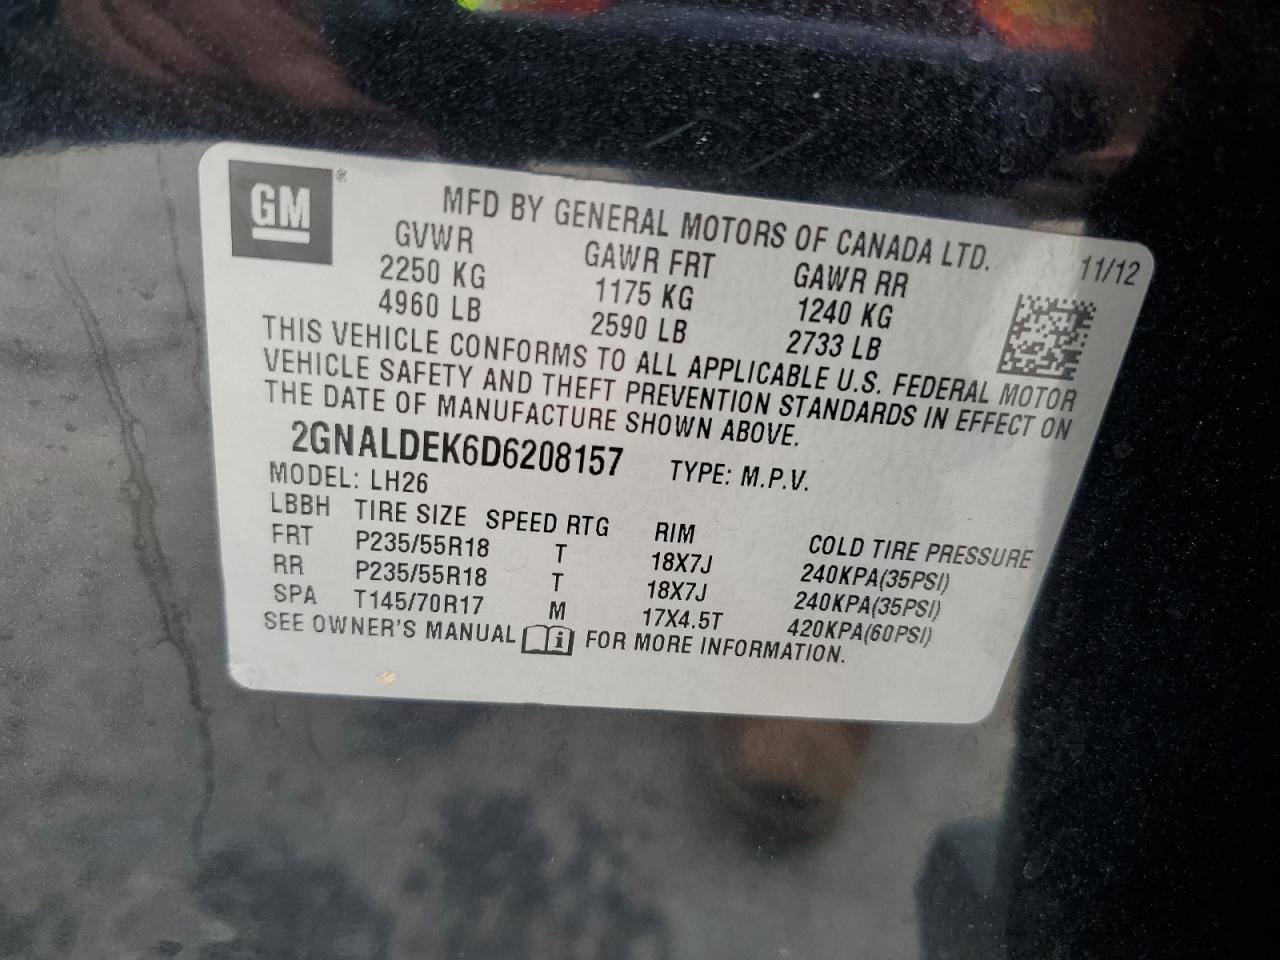 GM®
MFD BY GENERAL MOTORS OF CANADA LTD. 11/12
GVWR GAWR FRT GAWR RR
2250 KG 1175 KG 1240 KG
4960 LB 2590 LB 2733 LB
THIS VEHICLE CONFORMS TO ALL APPLICABLE U.S. FEDERAL MOTOR
VEHICLE SAFETY AND THEFT PREVENTION STANDARDS IN EFFECT ON
THE DATE OF MANUFACTURE SHOWN ABOVE.
2GNALDEK6D6208157 TYPE: M.P.V.
MODEL: LH26
LBBH TIRE SIZE SPEED RTG RIM COLD TIRE PRESSURE
FRT P235/55R18 T 18X7J 240KPA(35PSI)
RR P235/55R18 T 18X7J 240KPA(35PSI)
SPA T145/70R17 M 17X4.5T 420KPA(60PSI)
SEE OWNER'S MANUAL i FOR MORE INFORMATION.